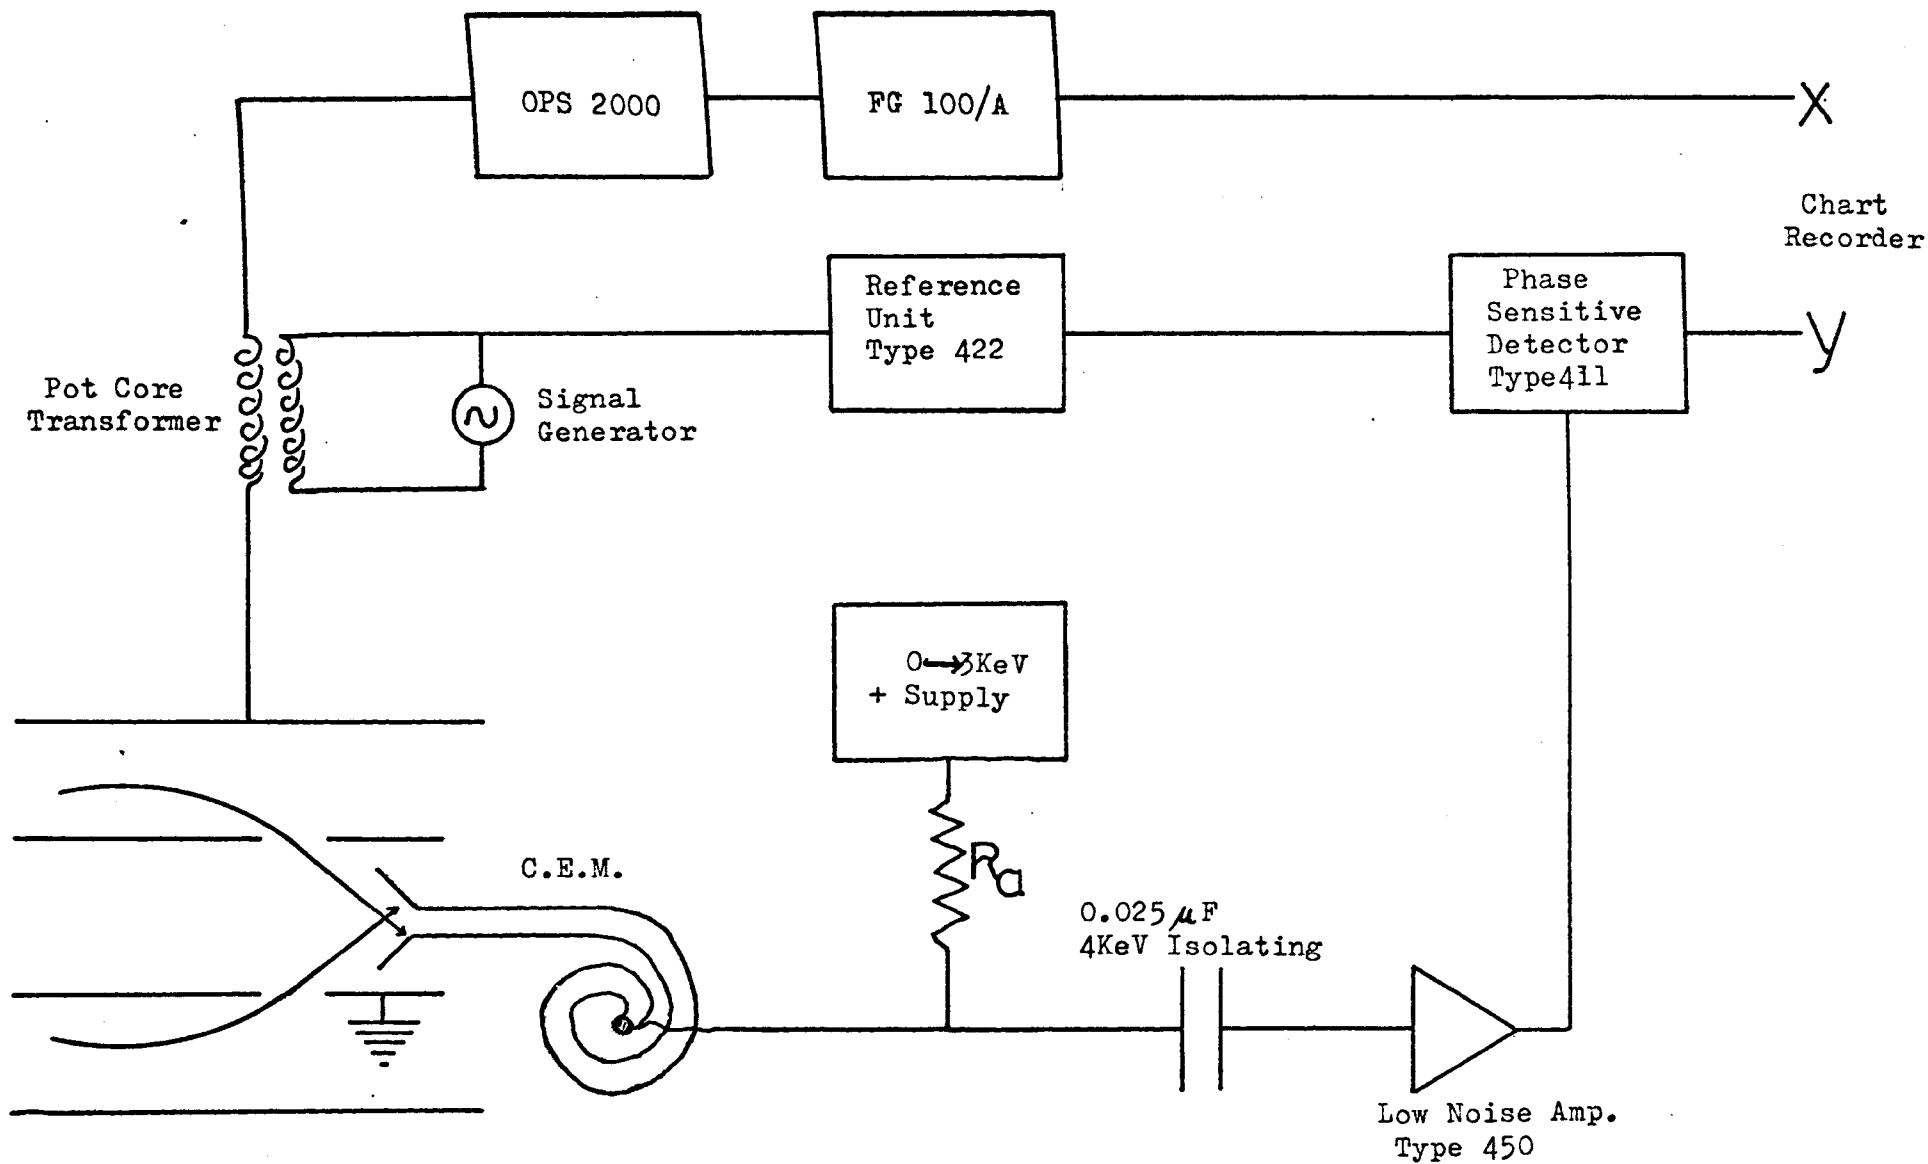 OPS 2000
FG 100/A
X
Chart
Recorder
Reference
Unit
Type 422
Phase
Sensitive
Detector
Type411
y
Pot Core
Transformer
Signal
Generator
0→3KeV
+ Supply
C.E.M.
Ra
0.025μF
4KeV Isolating
Low Noise Amp.
Type 450